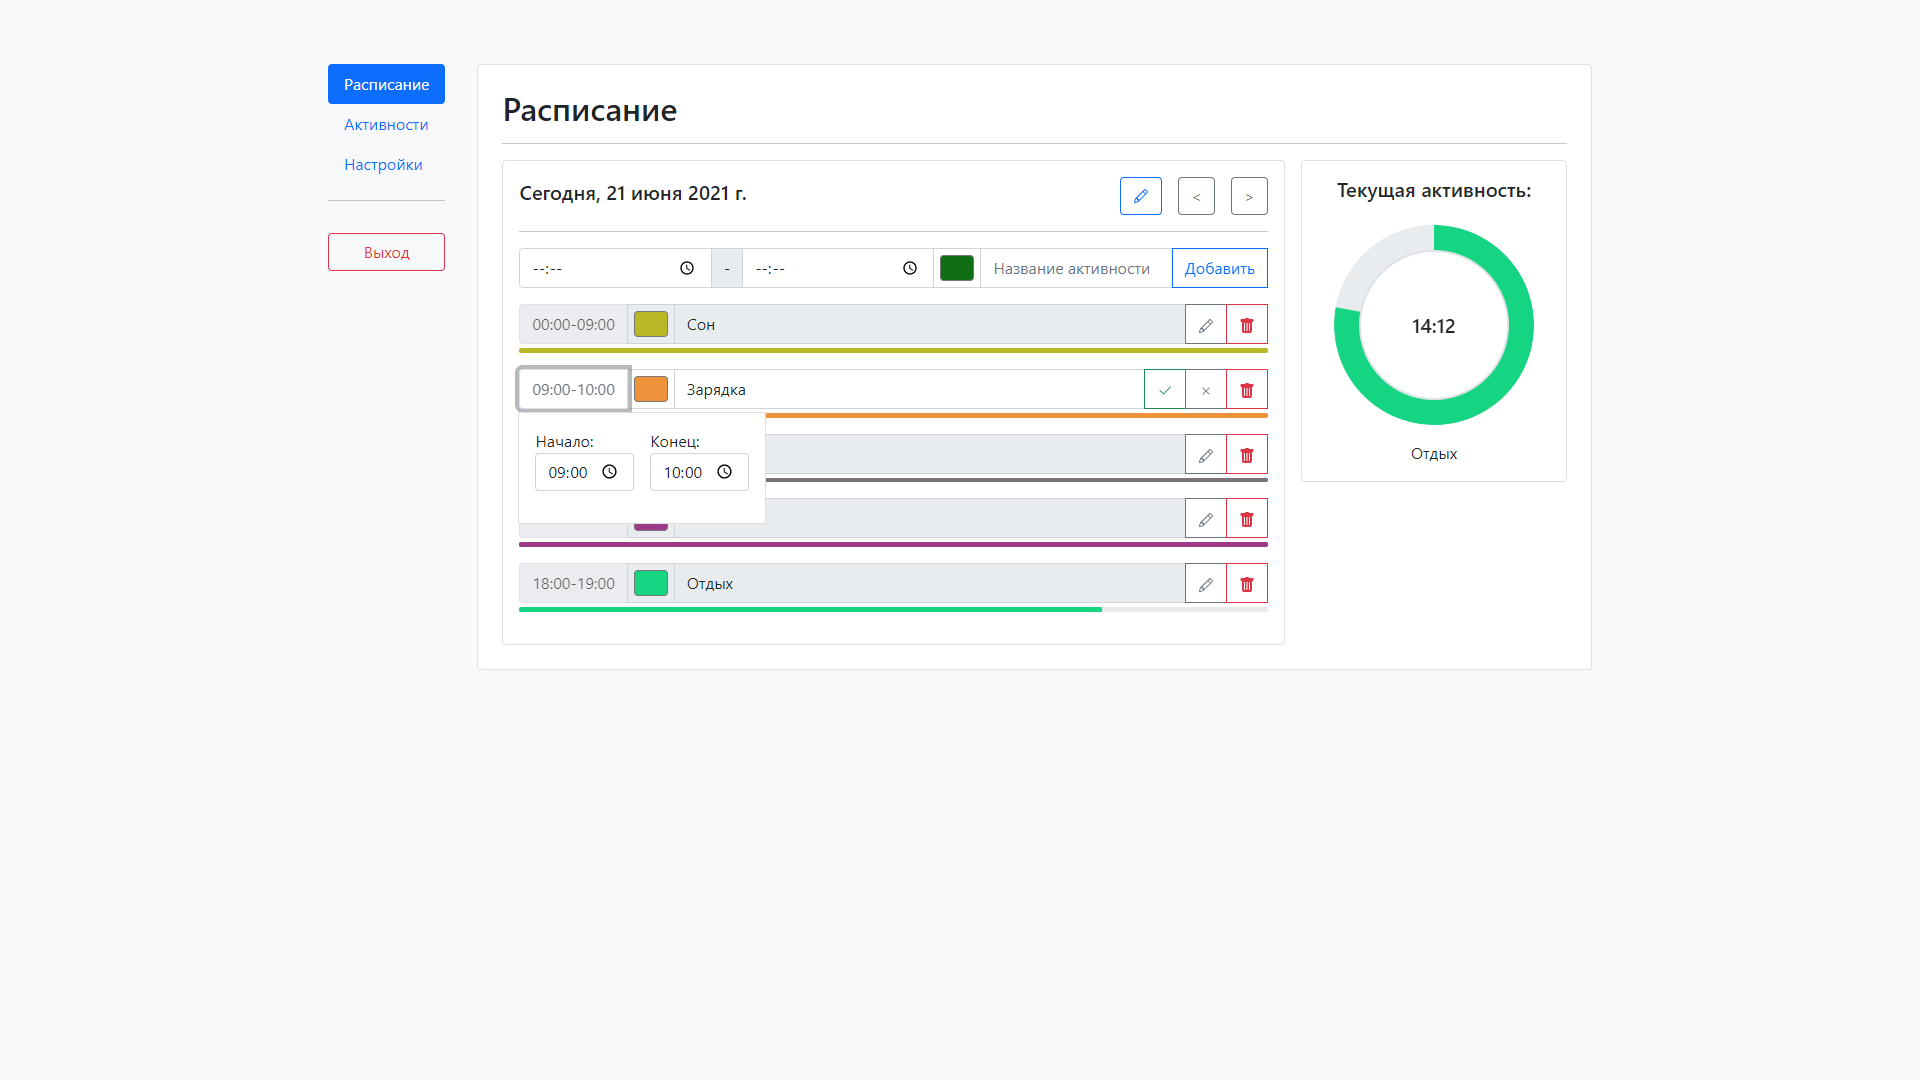 Расписание
Активности
Настройки
Выход
Расписание
Сегодня, 21 июня 2021 г.
< >
--:-- - --:-- Название активности Добавить
00:00-09:00 Сон
09:00-10:00 Зарядка
Начало: Конец:
09:00 10:00
18:00-19:00 Отдых
Текущая активность:
14:12
Отдых